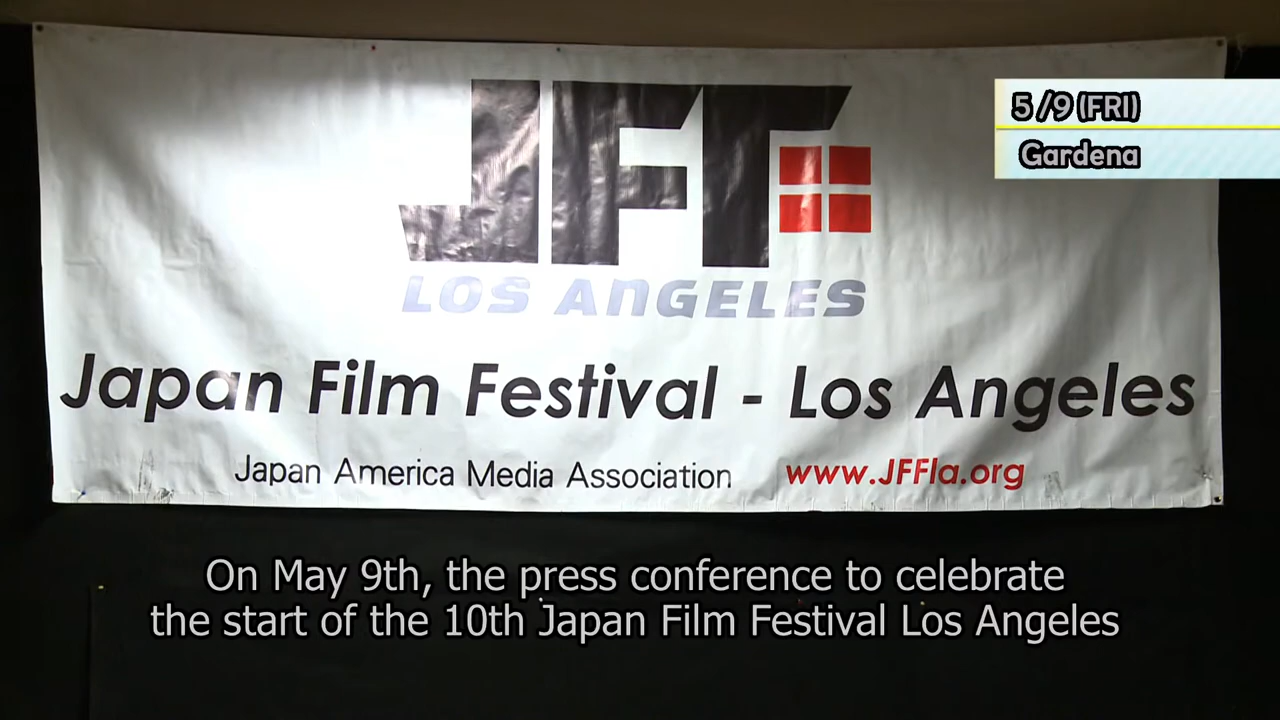 JFF
LOS ANGELES
Japan Film Festival - Los Angeles
Japan America Media Association www.JFFla.org
5/9 (FRI)
Gardena
On May 9th, the press conference to celebrate
the start of the 10th Japan Film Festival Los Angeles